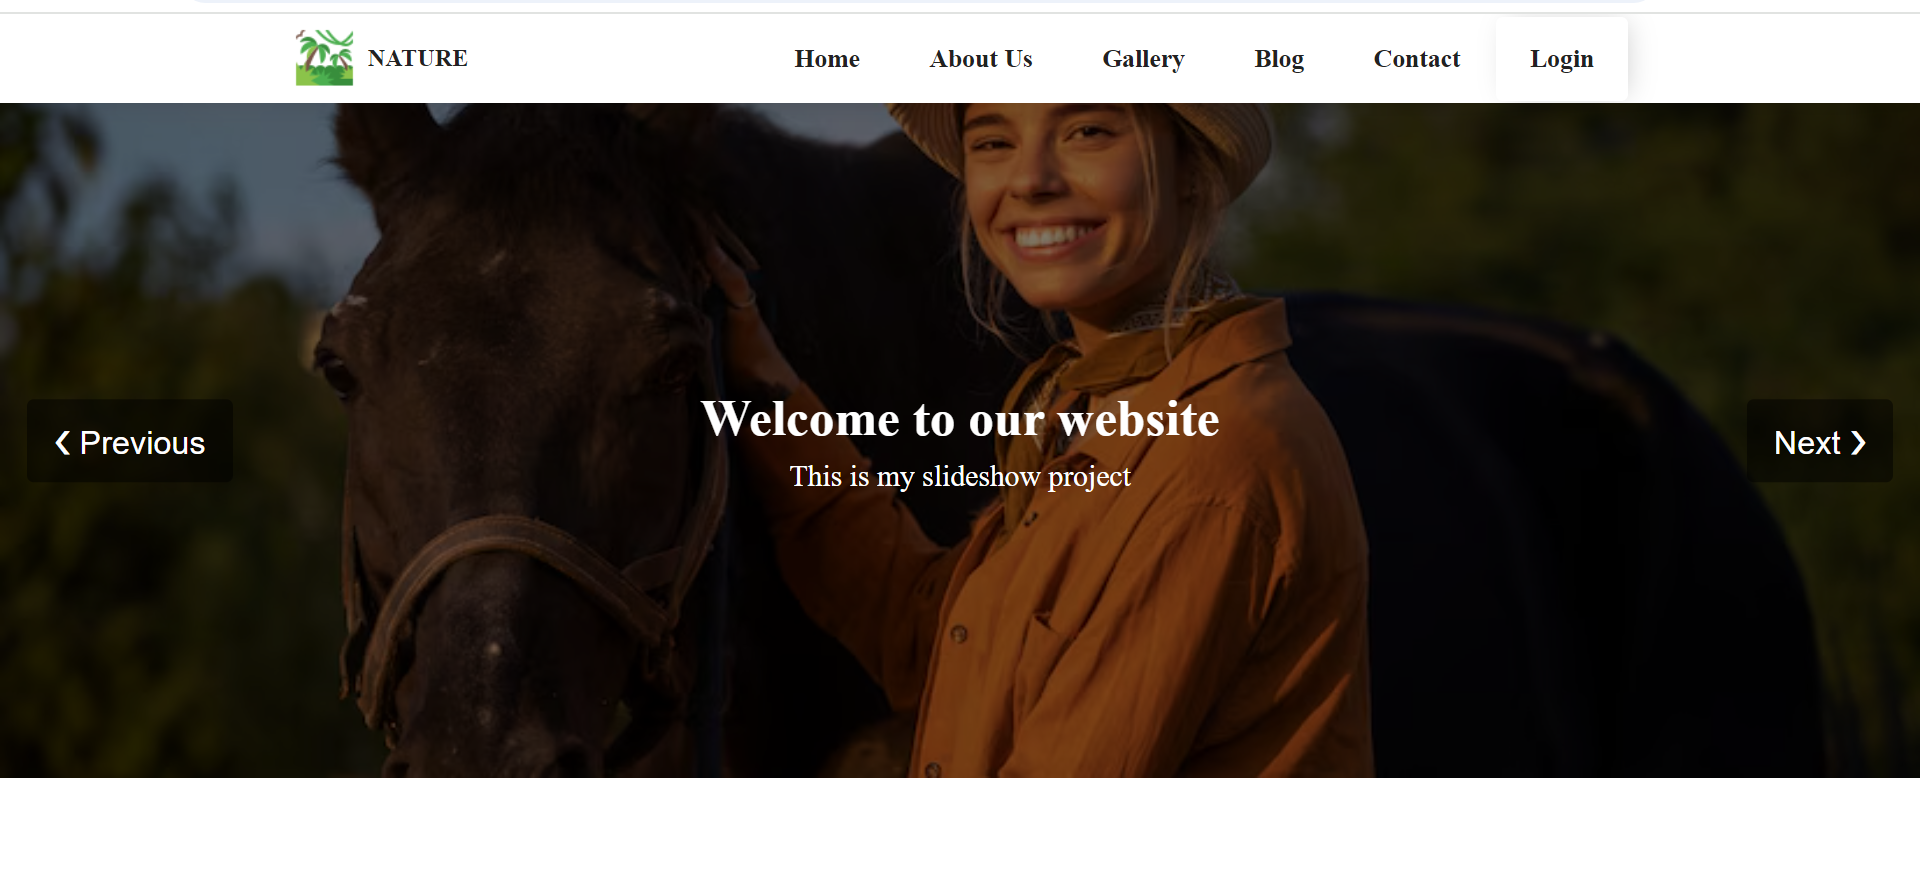 NATURE
Home
About Us
Gallery
Blog
Contact
Login
Welcome to our website
This is my slideshow project
❮ Previous
Next ❯